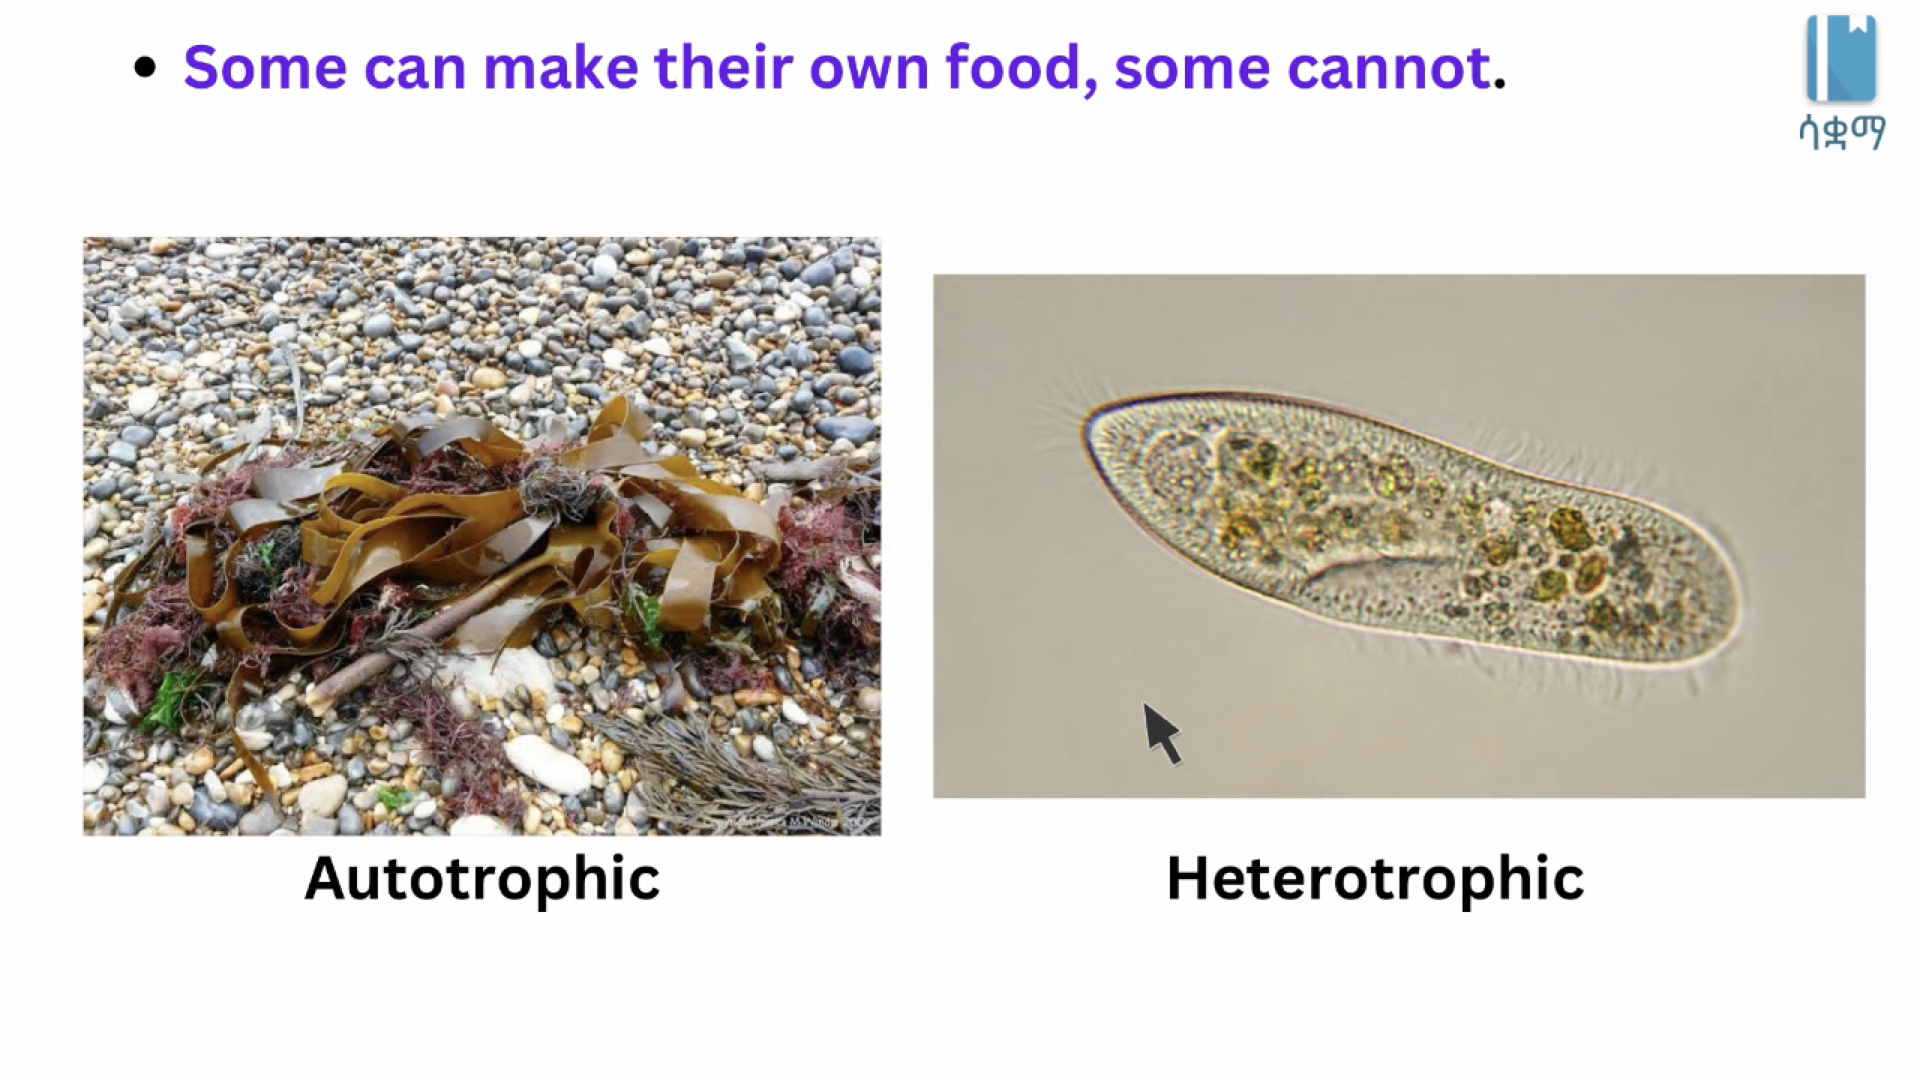 • Some can make their own food, some cannot.
ሳቋማ
Autotrophic
Heterotrophic